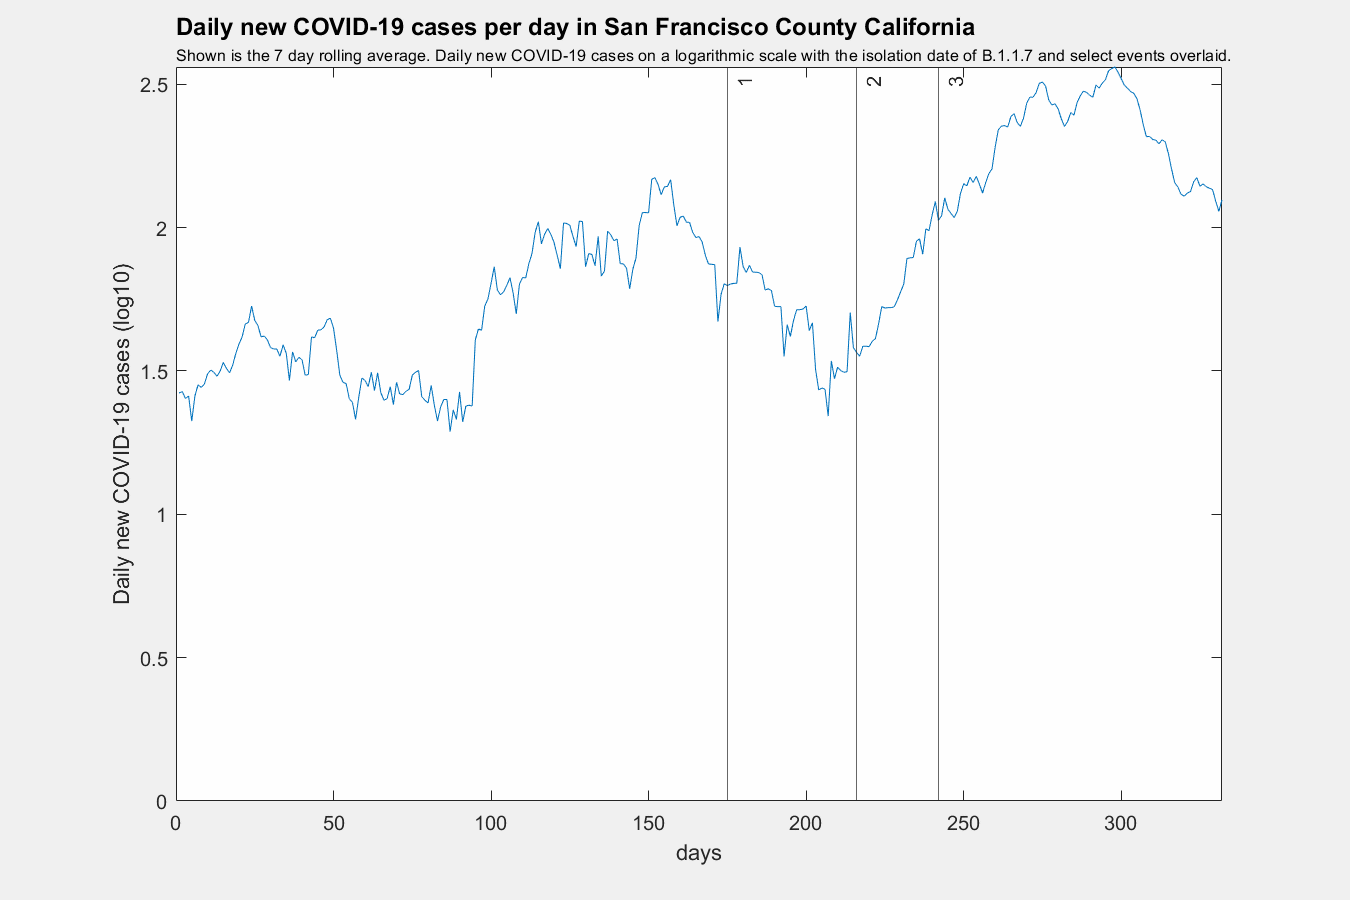 Daily new COVID-19 cases per day in San Francisco County California
Shown is the 7 day rolling average. Daily new COVID-19 cases on a logarithmic scale with the isolation date of B.1.1.7 and select events overlaid.
1
2
3
2.5
2
1.5
1
0.5
0
Daily new COVID-19 cases (log10)
0 50 100 150 200 250 300
days